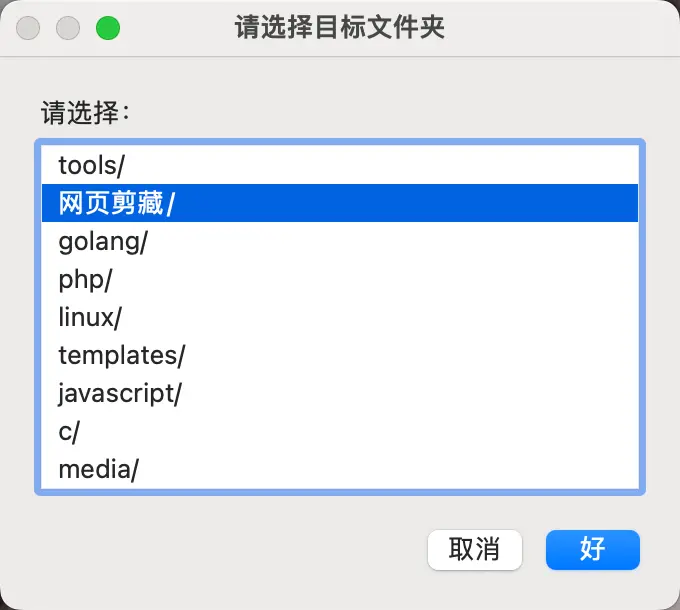 请选择目标文件夹
请选择：
tools/
网页剪藏/
golang/
php/
linux/
templates/
javascript/
c/
media/
取消
好